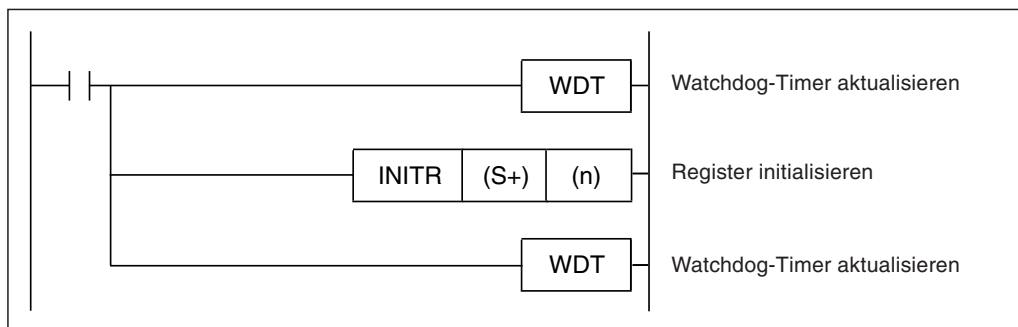 WDT Watchdog-Timer aktualisieren
INITR (S+) (n) Register initialisieren
WDT Watchdog-Timer aktualisieren